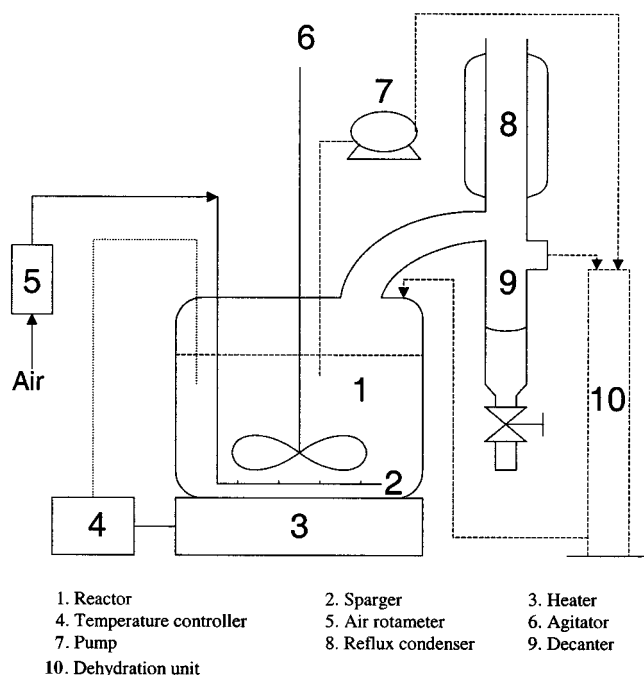 6
7
8
5
9
Air
1
10
2
4
3
1. Reactor 2. Sparger 3. Heater
4. Temperature controller 5. Air rotameter 6. Agitator
7. Pump 8. Reflux condenser 9. Decanter
10. Dehydration unit